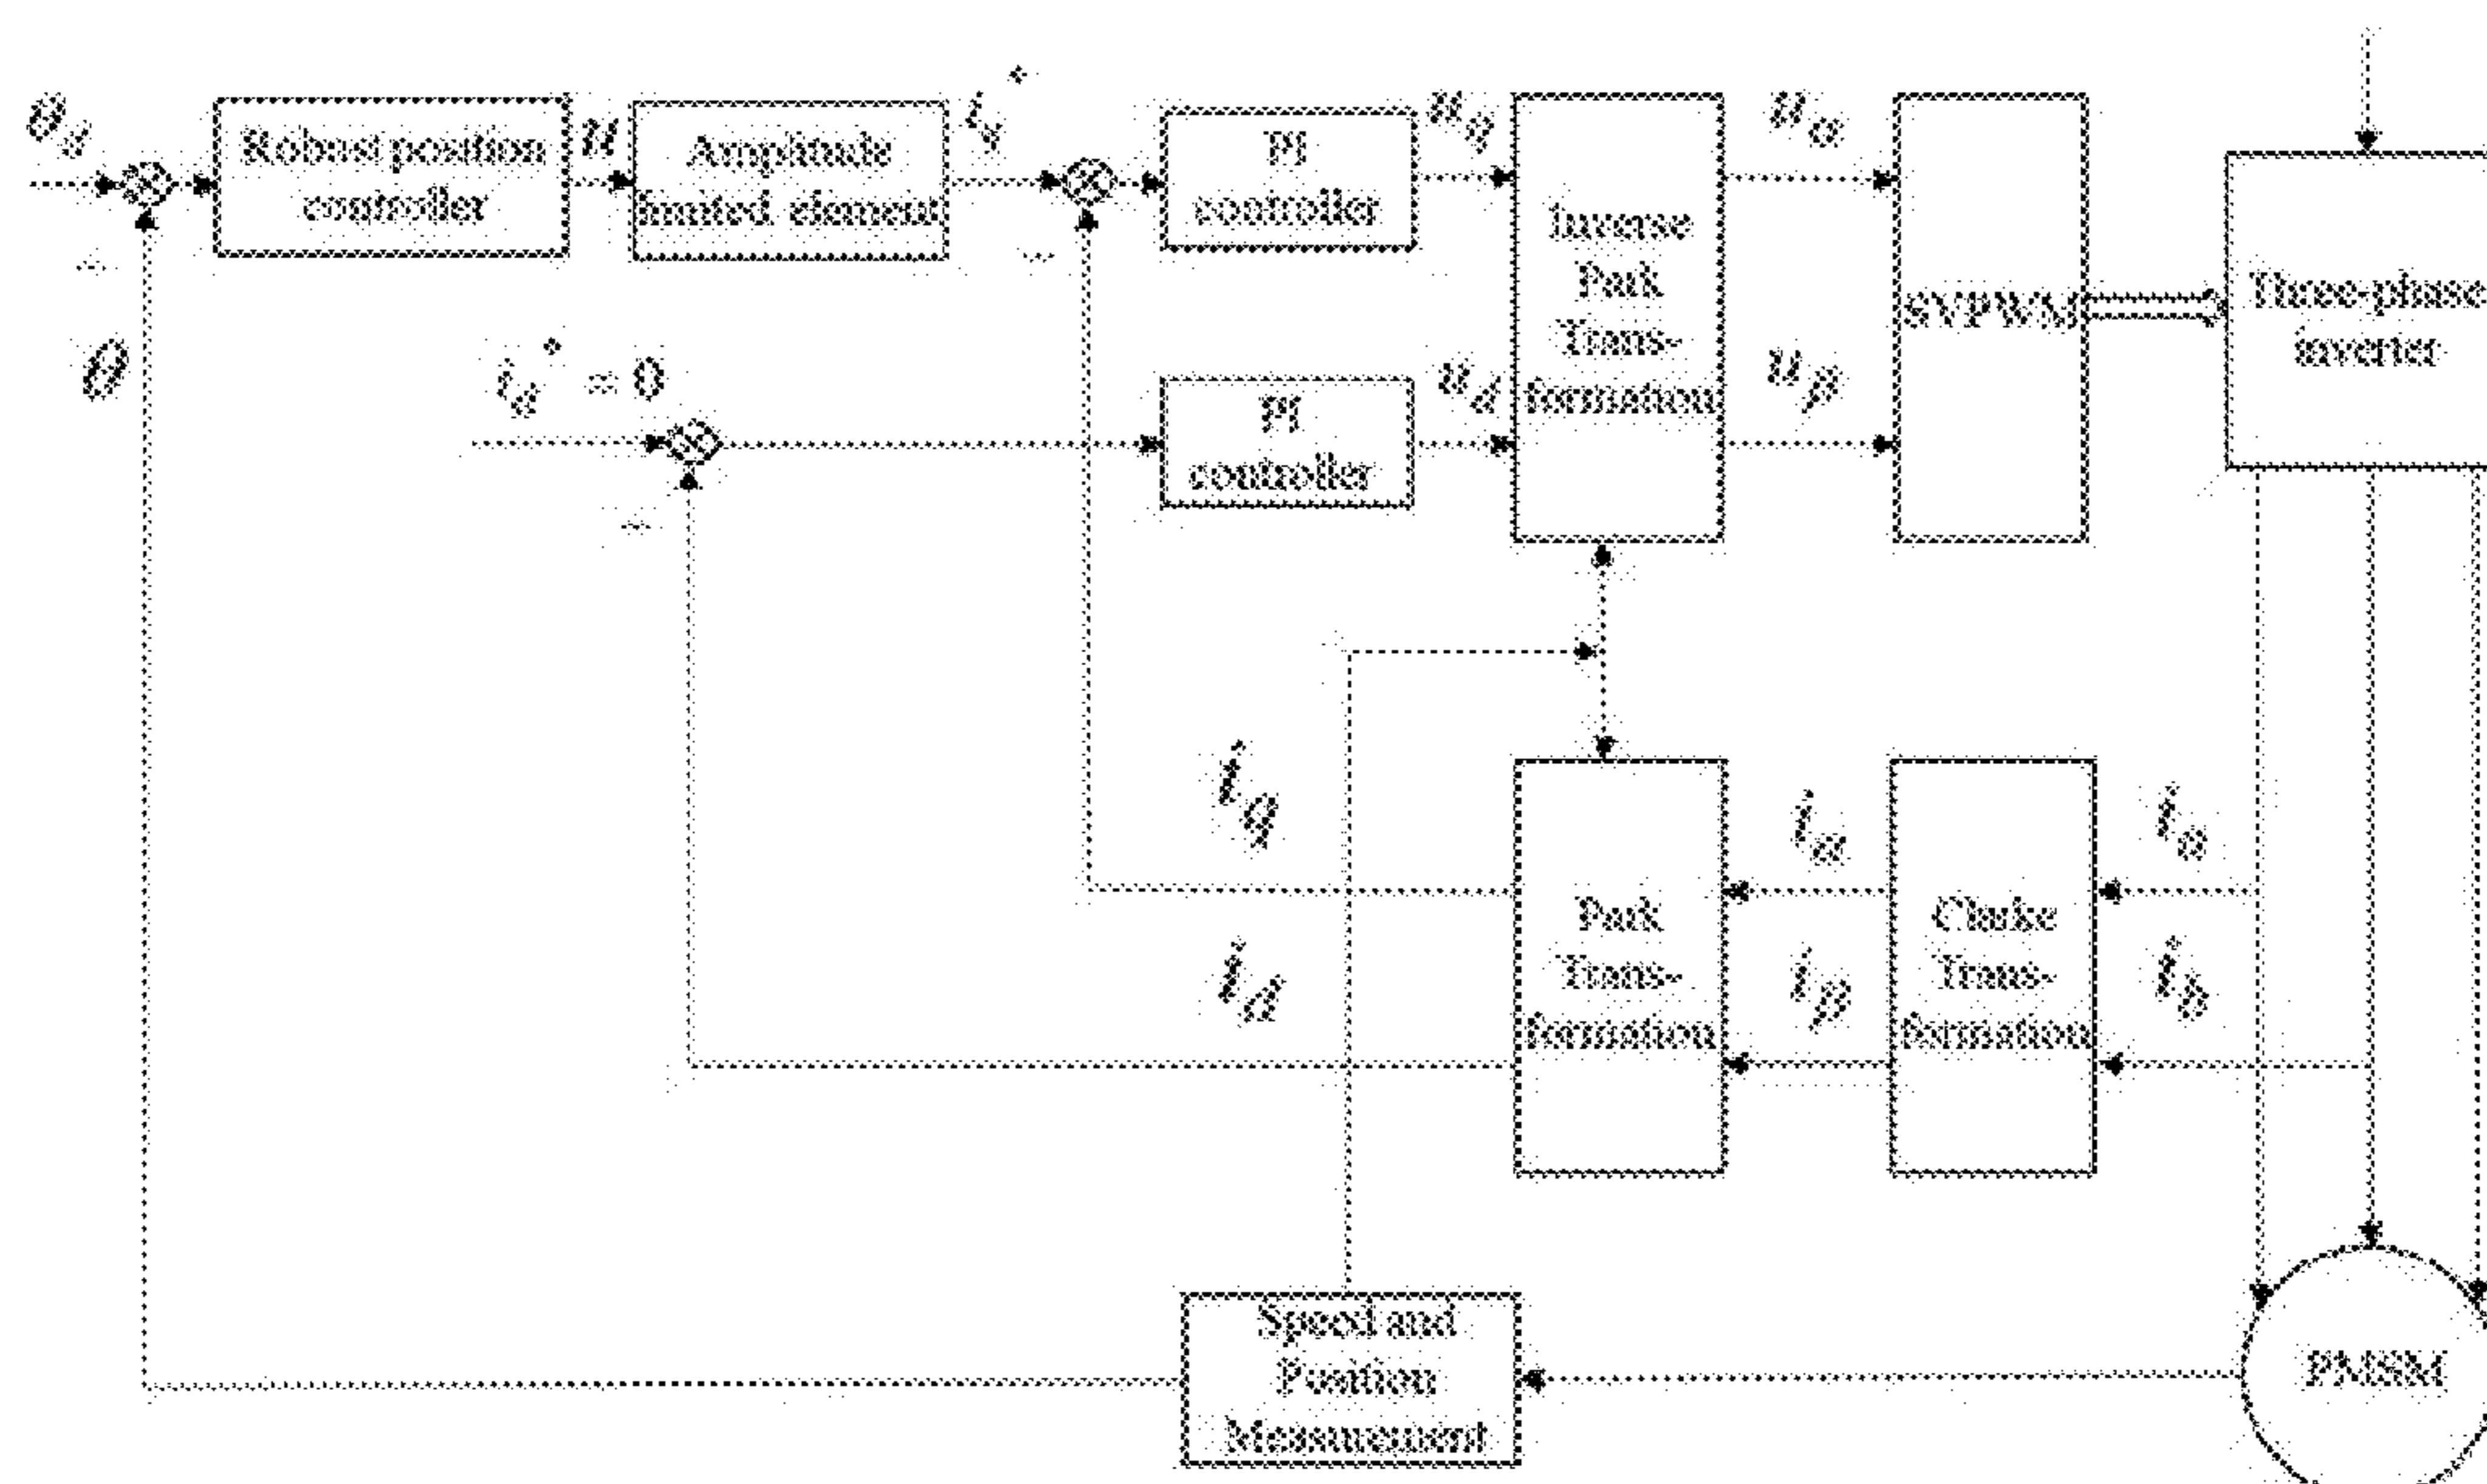 θd
Robust position
controller
u
Amplitude
limited element
iq*
PI
controller
uq
Inverse
Park
Trans-
formation
uα
SVPWM
Three-phase
inverter
−
−
θ
id* = 0
PI
controller
ud
uβ
−
iq
iα
ia
Park
Trans-
formation
Clarke
Trans-
formation
id
iβ
ib
Speed and
Position
Measurement
PMSM